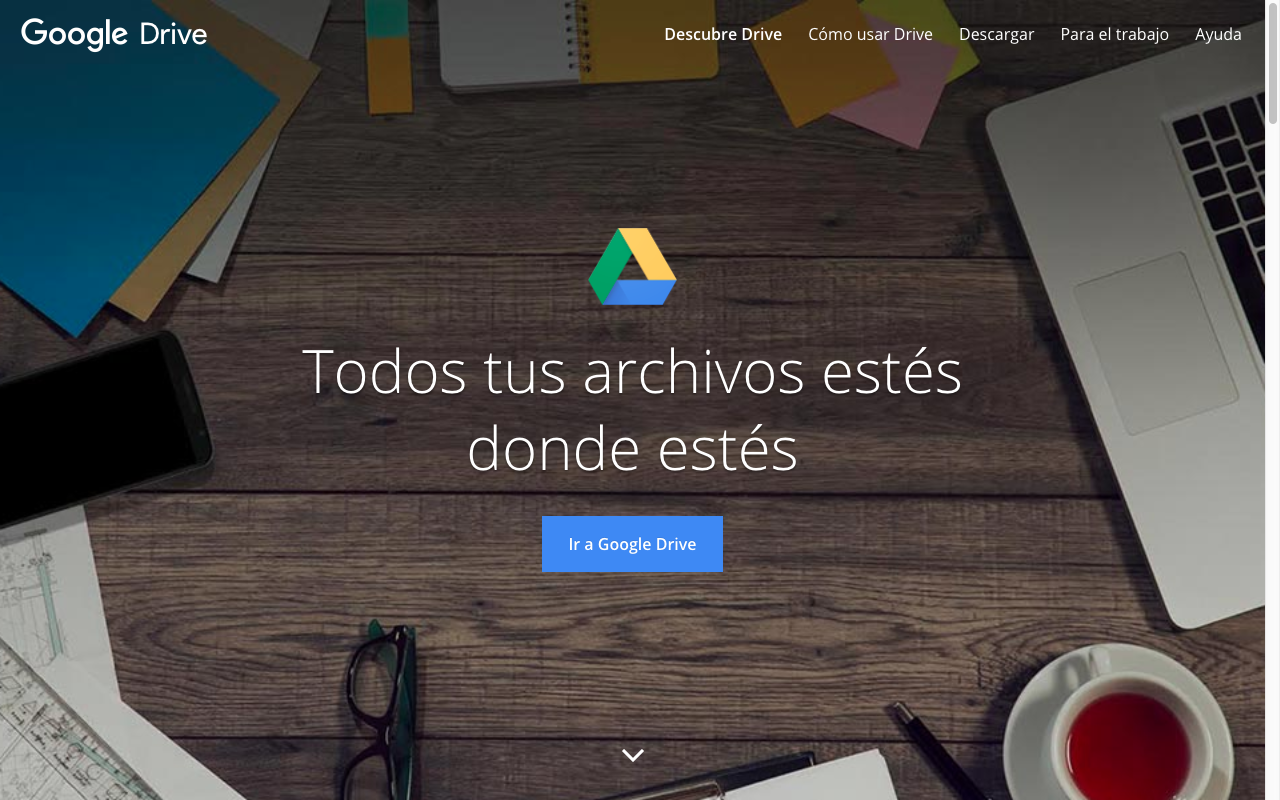 Google Drive
Descubre Drive
Cómo usar Drive
Descargar
Para el trabajo
Ayuda
Todos tus archivos estés
donde estés
Ir a Google Drive